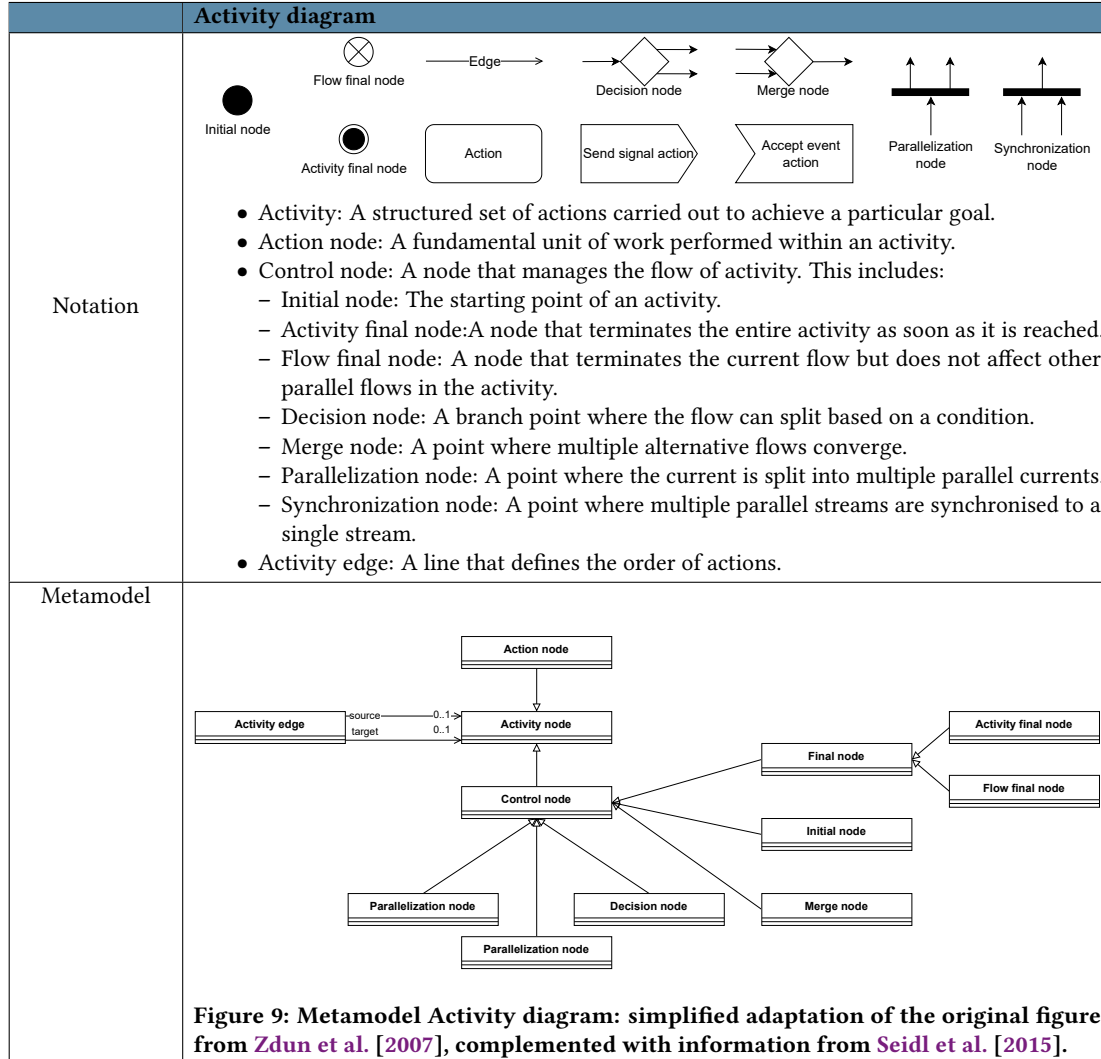 Activity diagram
Notation
Initial node
Flow final node
Activity final node
Edge
Action
Decision node
Send signal action
Merge node
Accept event
action
Parallelization
node
Synchronization
node
• Activity: A structured set of actions carried out to achieve a particular goal.
• Action node: A fundamental unit of work performed within an activity.
• Control node: A node that manages the flow of activity. This includes:
– Initial node: The starting point of an activity.
– Activity final node:A node that terminates the entire activity as soon as it is reached.
– Flow final node: A node that terminates the current flow but does not affect other
parallel flows in the activity.
– Decision node: A branch point where the flow can split based on a condition.
– Merge node: A point where multiple alternative flows converge.
– Parallelization node: A point where the current is split into multiple parallel currents.
– Synchronization node: A point where multiple parallel streams are synchronised to a
single stream.
• Activity edge: A line that defines the order of actions.
Metamodel
Action node
Activity edge
source 0..1
target 0..1
Activity node
Activity final node
Final node
Flow final node
Control node
Initial node
Parallelization node
Decision node
Merge node
Parallelization node
Figure 9: Metamodel Activity diagram: simplified adaptation of the original figure
from Zdun et al. [2007], complemented with information from Seidl et al. [2015].